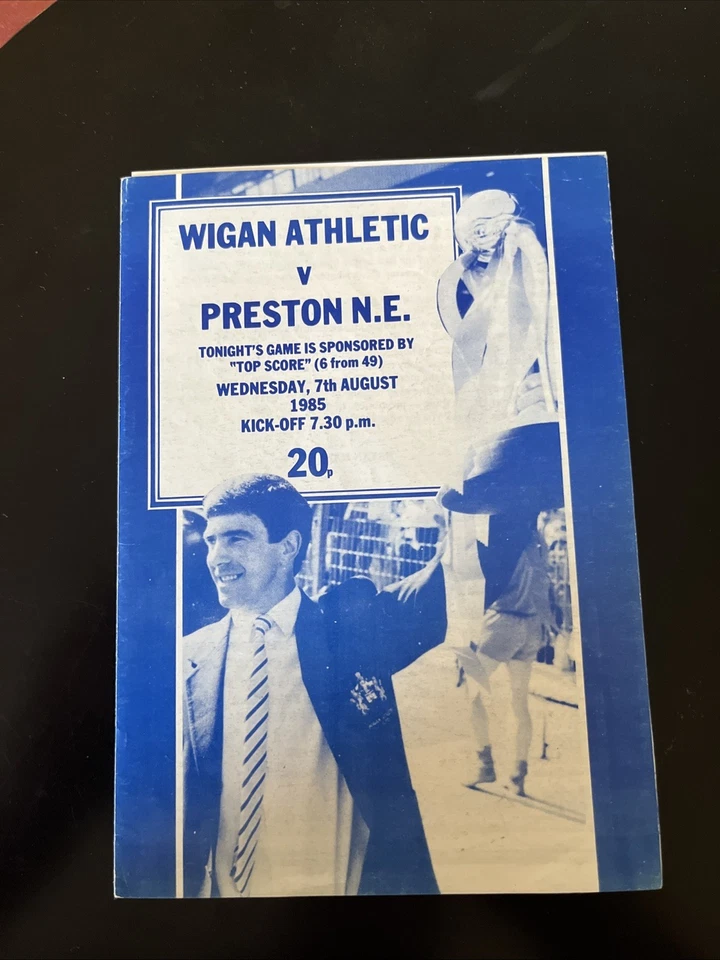 WIGAN ATHLETIC
v
PRESTON N.E.
TONIGHT'S GAME IS SPONSORED BY
"TOP SCORE" (6 from 49)
WEDNESDAY, 7th AUGUST
1985
KICK-OFF 7.30 p.m.
20p